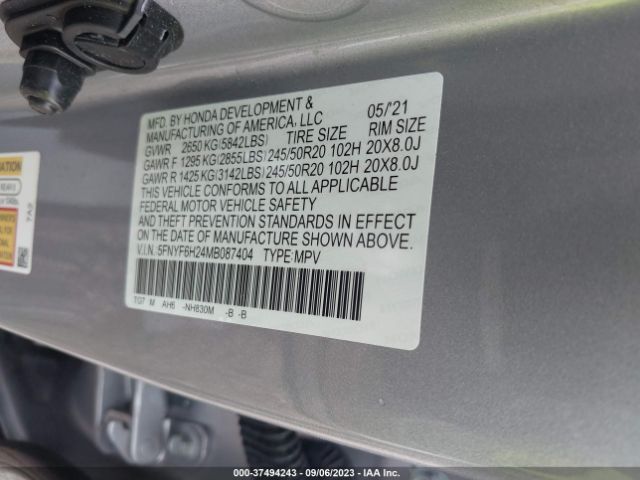 MFD. BY HONDA DEVELOPMENT & 05/'21
MANUFACTURING OF AMERICA, LLC
GVWR 2650 KG(5842LBS) TIRE SIZE RIM SIZE
GAWR F 1295 KG(2855LBS) 245/50R20 102H 20X8.0J
GAWR R 1425 KG(3142LBS) 245/50R20 102H 20X8.0J
THIS VEHICLE CONFORMS TO ALL APPLICABLE
FEDERAL MOTOR VEHICLE SAFETY
AND THEFT PREVENTION STANDARDS IN EFFECT
ON THE DATE OF MANUFACTURE SHOWN ABOVE.
V.I.N. 5FNYF6H24MB087404 TYPE:MPV
TG7 M AH6 -NH830M -B -B
7A9
000-37494243 - 09/06/2023 - IAA Inc.